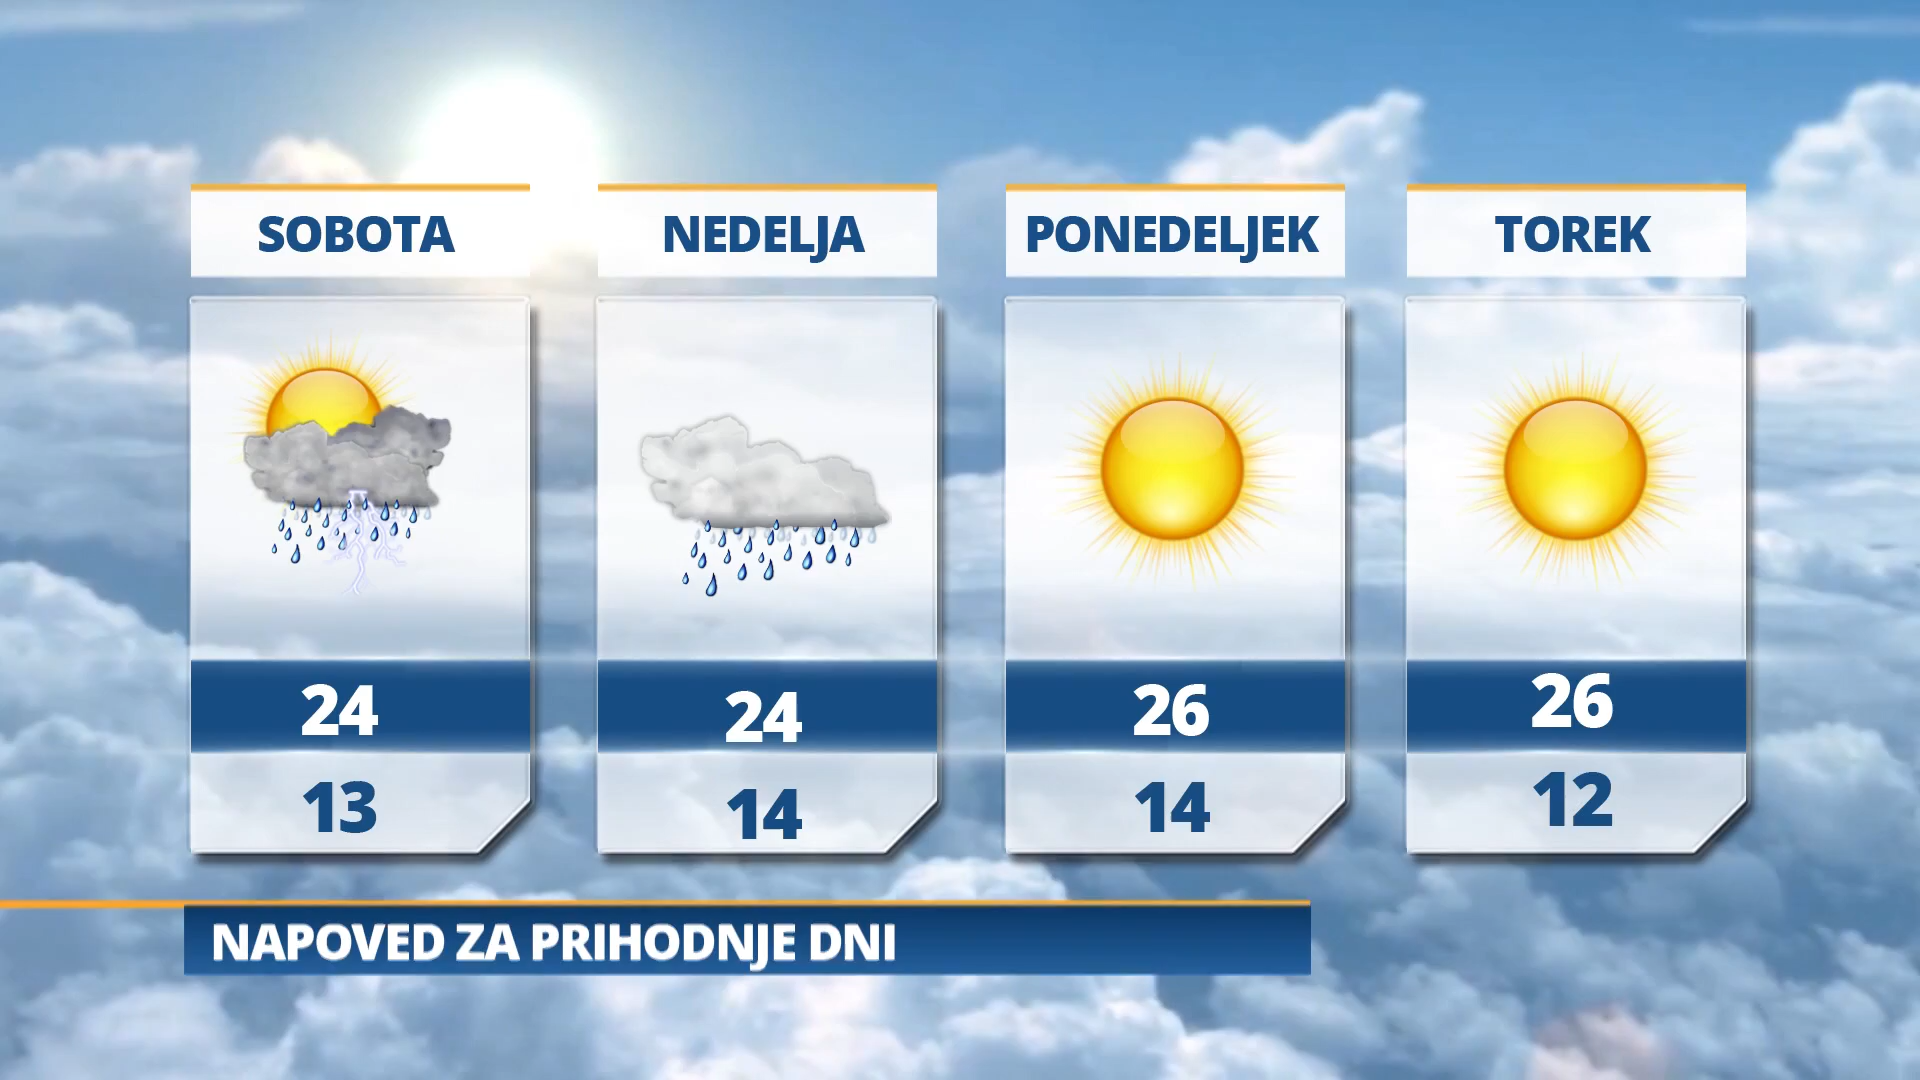 SOBOTA NEDELJA PONEDELJEK TOREK
24 24 26 26
13 14 14 12
NAPOVED ZA PRIHODNJE DNI